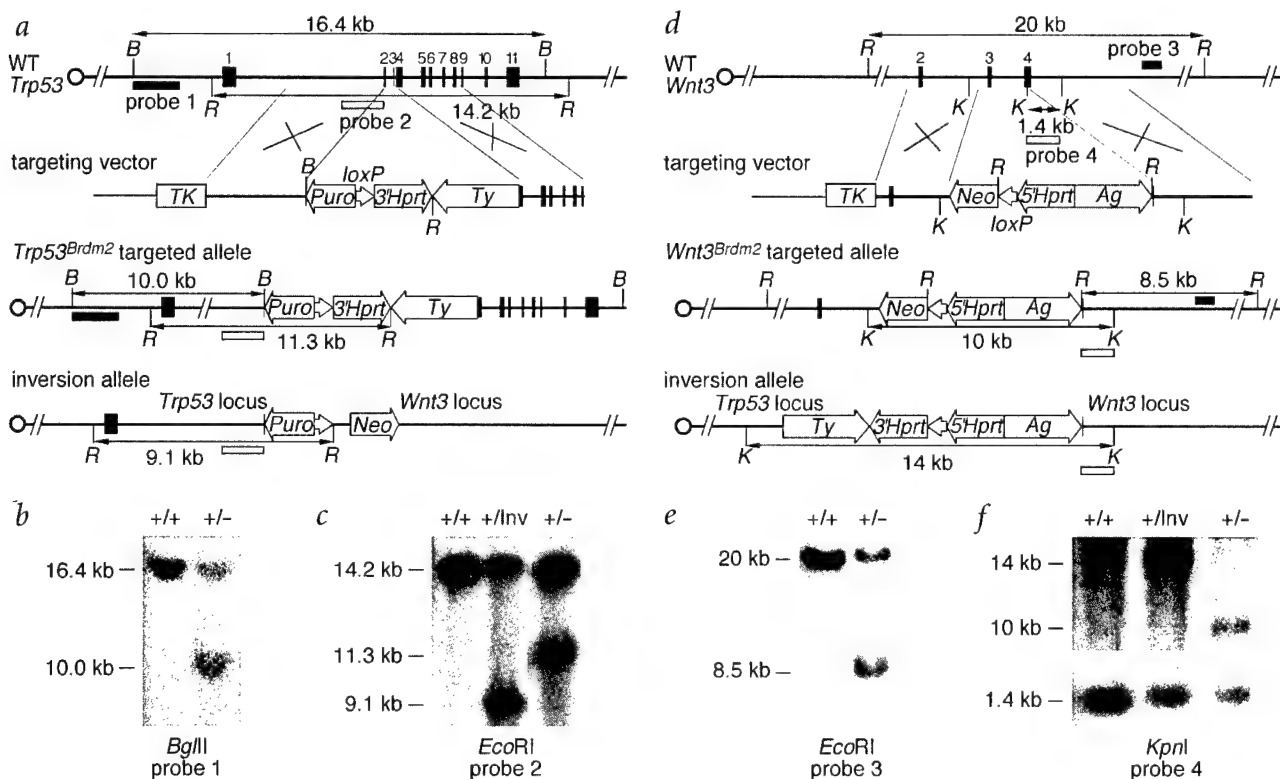 a
16.4 kb
B
B
WT
Trp53
1
2 3 4
5 6 7 8 9
10
11
probe 1
R
R
probe 2
14.2 kb
targeting vector
TK
B
loxP
Puro
3'Hprt
R
Ty
Trp53Brdm2 targeted allele
B
10.0 kb
B
B
Puro
3'Hprt
Ty
R
11.3 kb
R
inversion allele
Trp53 locus
Wnt3 locus
Puro
Neo
R
9.1 kb
R
d
20 kb
R
R
WT
Wnt3
2
3
4
probe 3
K
K
K
1.4 kb
probe 4
targeting vector
TK
R
R
Neo
5'Hprt
Ag
K
loxP
K
Wnt3Brdm2 targeted allele
R
R
R
8.5 kb
R
Neo
5'Hprt
Ag
K
10 kb
K
inversion allele
Trp53 locus
Wnt3 locus
Ty
3'Hprt
5'Hprt
Ag
K
14 kb
K
b
+/+ +/-
16.4 kb
10.0 kb
BglII
probe 1
c
+/+ +/Inv +/-
14.2 kb
11.3 kb
9.1 kb
EcoRI
probe 2
e
+/+ +/-
20 kb
8.5 kb
EcoRI
probe 3
f
+/+ +/Inv +/-
14 kb
10 kb
1.4 kb
KpnI
probe 4